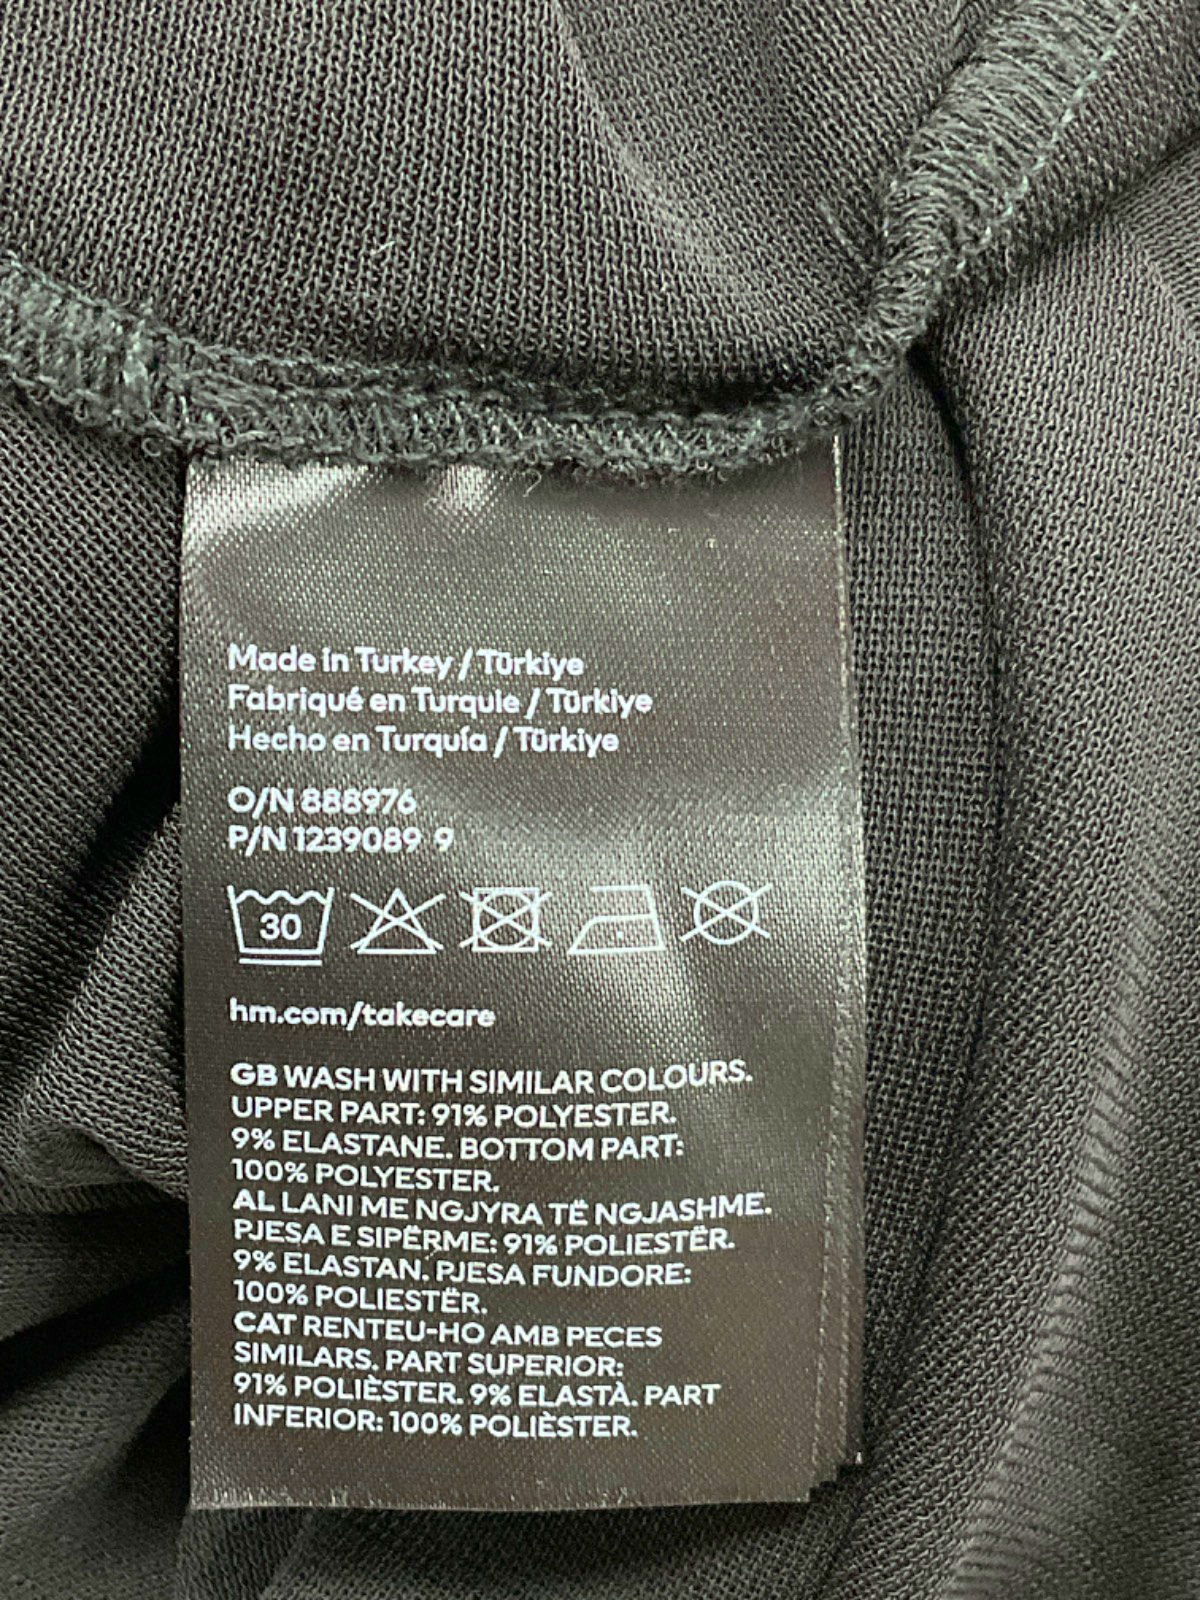 Made in Turkey / Türkiye
Fabriqué en Turquie / Türkiye
Hecho en Turquía / Türkiye
O/N 888976
P/N 1239089 9
30
hm.com/takecare
GB WASH WITH SIMILAR COLOURS.
UPPER PART: 91% POLYESTER.
9% ELASTANE. BOTTOM PART:
100% POLYESTER.
AL LANI ME NGJYRA TË NGJASHME.
PJESA E SIPËRME: 91% POLIESTËR.
9% ELASTAN. PJESA FUNDORE:
100% POLIESTËR.
CAT RENTEU-HO AMB PECES
SIMILARS. PART SUPERIOR:
91% POLIÈSTER. 9% ELASTÀ. PART
INFERIOR: 100% POLIÈSTER.